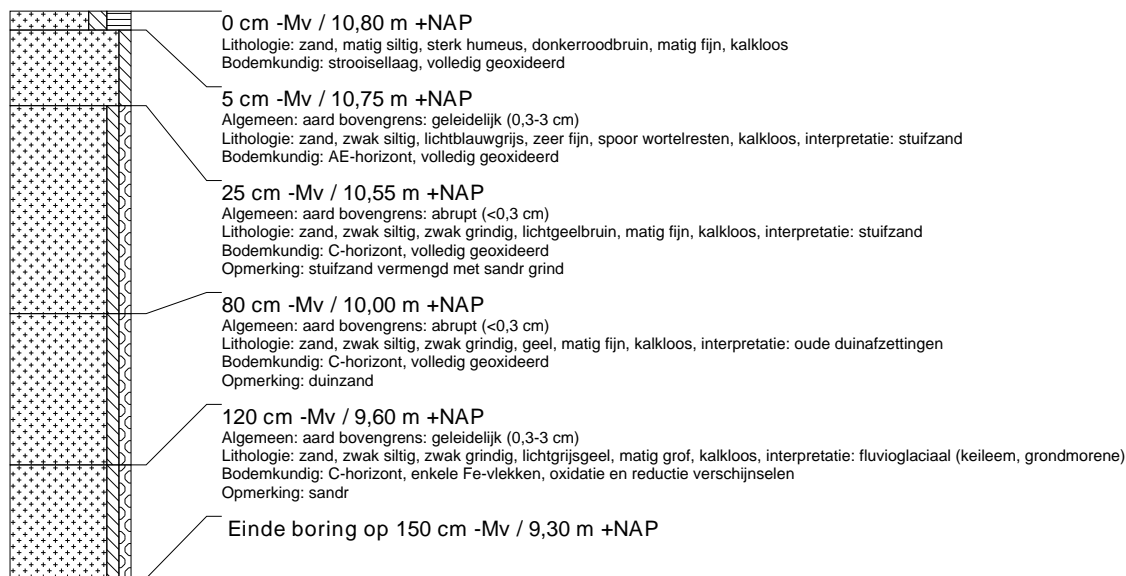 0 cm -Mv / 10,80 m +NAP
Lithologie: zand, matig siltig, sterk humeus, donkerroodbruin, matig fijn, kalkloos
Bodemkundig: strooisellaag, volledig geoxideerd
5 cm -Mv / 10,75 m +NAP
Algemeen: aard bovengrens: geleidelijk (0,3-3 cm)
Lithologie: zand, zwak siltig, lichtblauwgrijs, zeer fijn, spoor wortelresten, kalkloos, interpretatie: stuifzand
Bodemkundig: AE-horizont, volledig geoxideerd
25 cm -Mv / 10,55 m +NAP
Algemeen: aard bovengrens: abrupt (<0,3 cm)
Lithologie: zand, zwak siltig, zwak grindig, lichtgeelbruin, matig fijn, kalkloos, interpretatie: stuifzand
Bodemkundig: C-horizont, volledig geoxideerd
Opmerking: stuifzand vermengd met sandr grind
80 cm -Mv / 10,00 m +NAP
Algemeen: aard bovengrens: abrupt (<0,3 cm)
Lithologie: zand, zwak siltig, zwak grindig, geel, matig fijn, kalkloos, interpretatie: oude duinafzettingen
Bodemkundig: C-horizont, volledig geoxideerd
Opmerking: duinzand
120 cm -Mv / 9,60 m +NAP
Algemeen: aard bovengrens: geleidelijk (0,3-3 cm)
Lithologie: zand, zwak siltig, zwak grindig, lichtgrijsgeel, matig grof, kalkloos, interpretatie: fluvioglaciaal (keileem, grondmorene)
Bodemkundig: C-horizont, enkele Fe-vlekken, oxidatie en reductie verschijnselen
Opmerking: sandr
Einde boring op 150 cm -Mv / 9,30 m +NAP